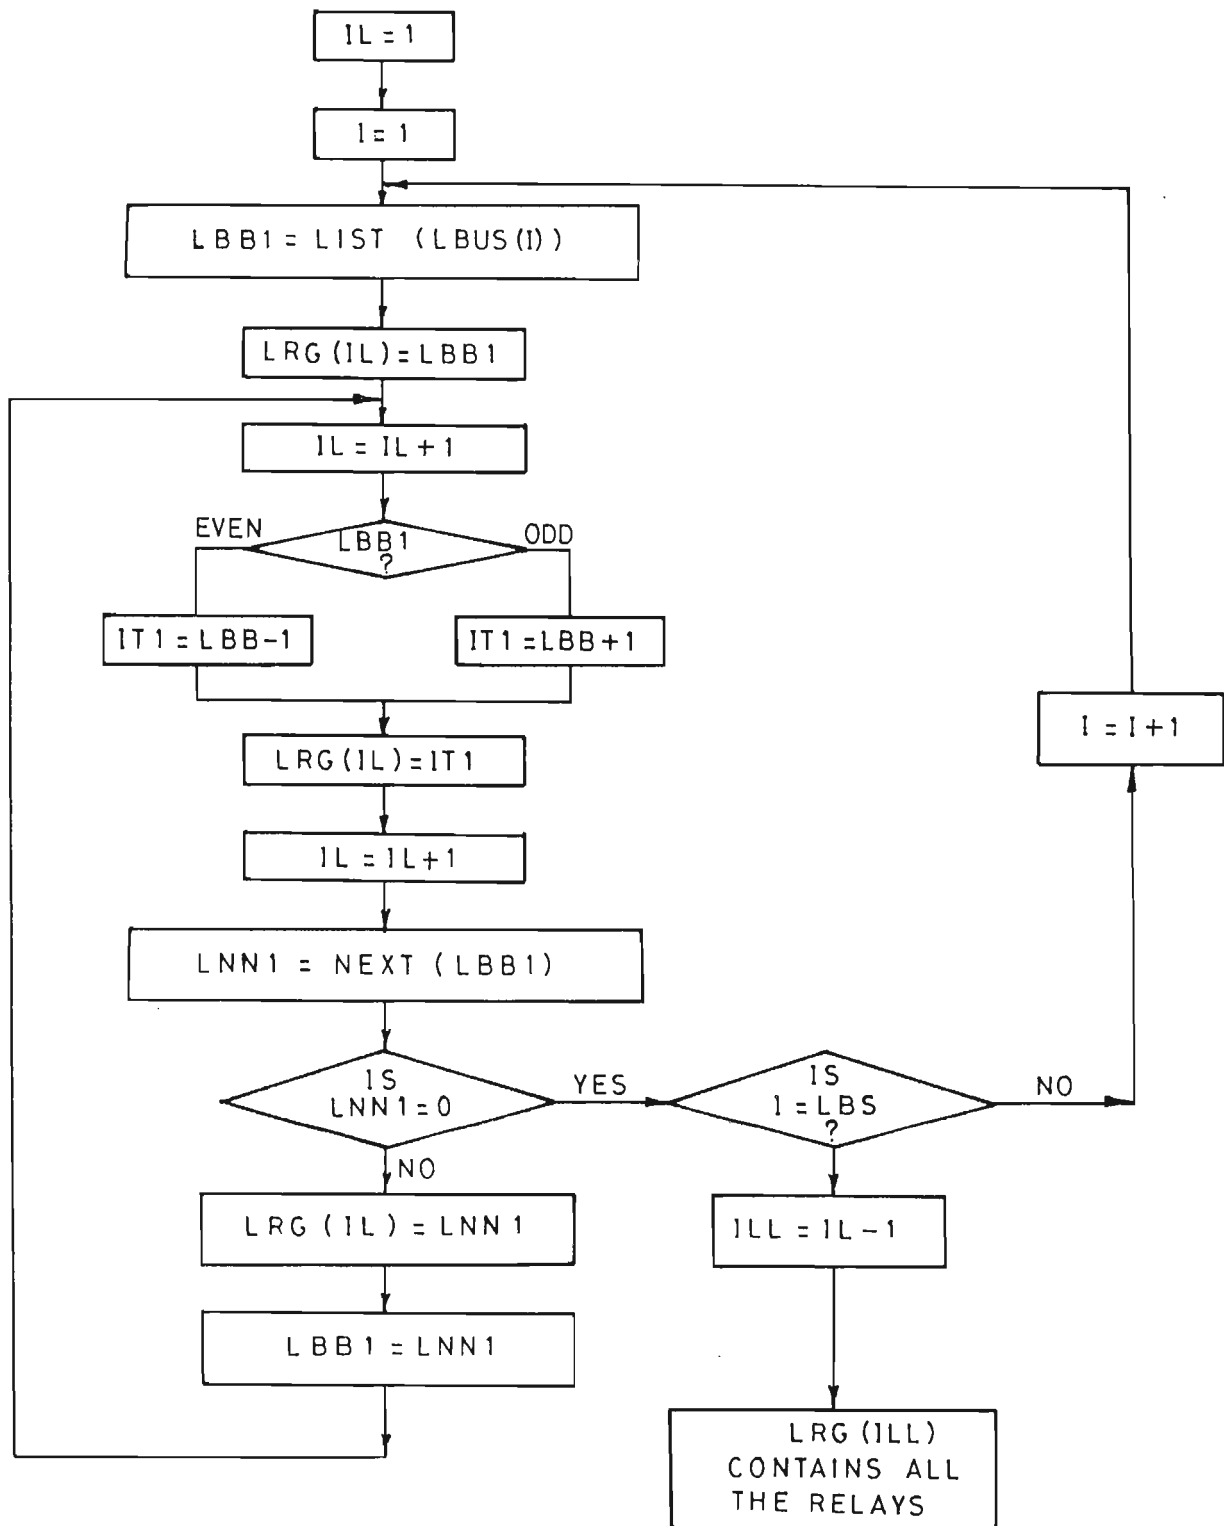 IL = 1
I = 1
LBB1 = LIST (LBUS(I))
LRG (IL) = LBB1
IL = IL + 1
EVEN
LBB1
?
ODD
IT1 = LBB-1
IT1 = LBB+1
LRG(IL) = IT1
I = I+1
IL = IL+1
LNN1 = NEXT (LBB1)
IS
LNN1=0
YES
IS
I = LBS
?
NO
NO
LRG (IL) = LNN1
ILL = IL-1
LBB1 = LNN1
LRG (ILL)
CONTAINS ALL
THE RELAYS